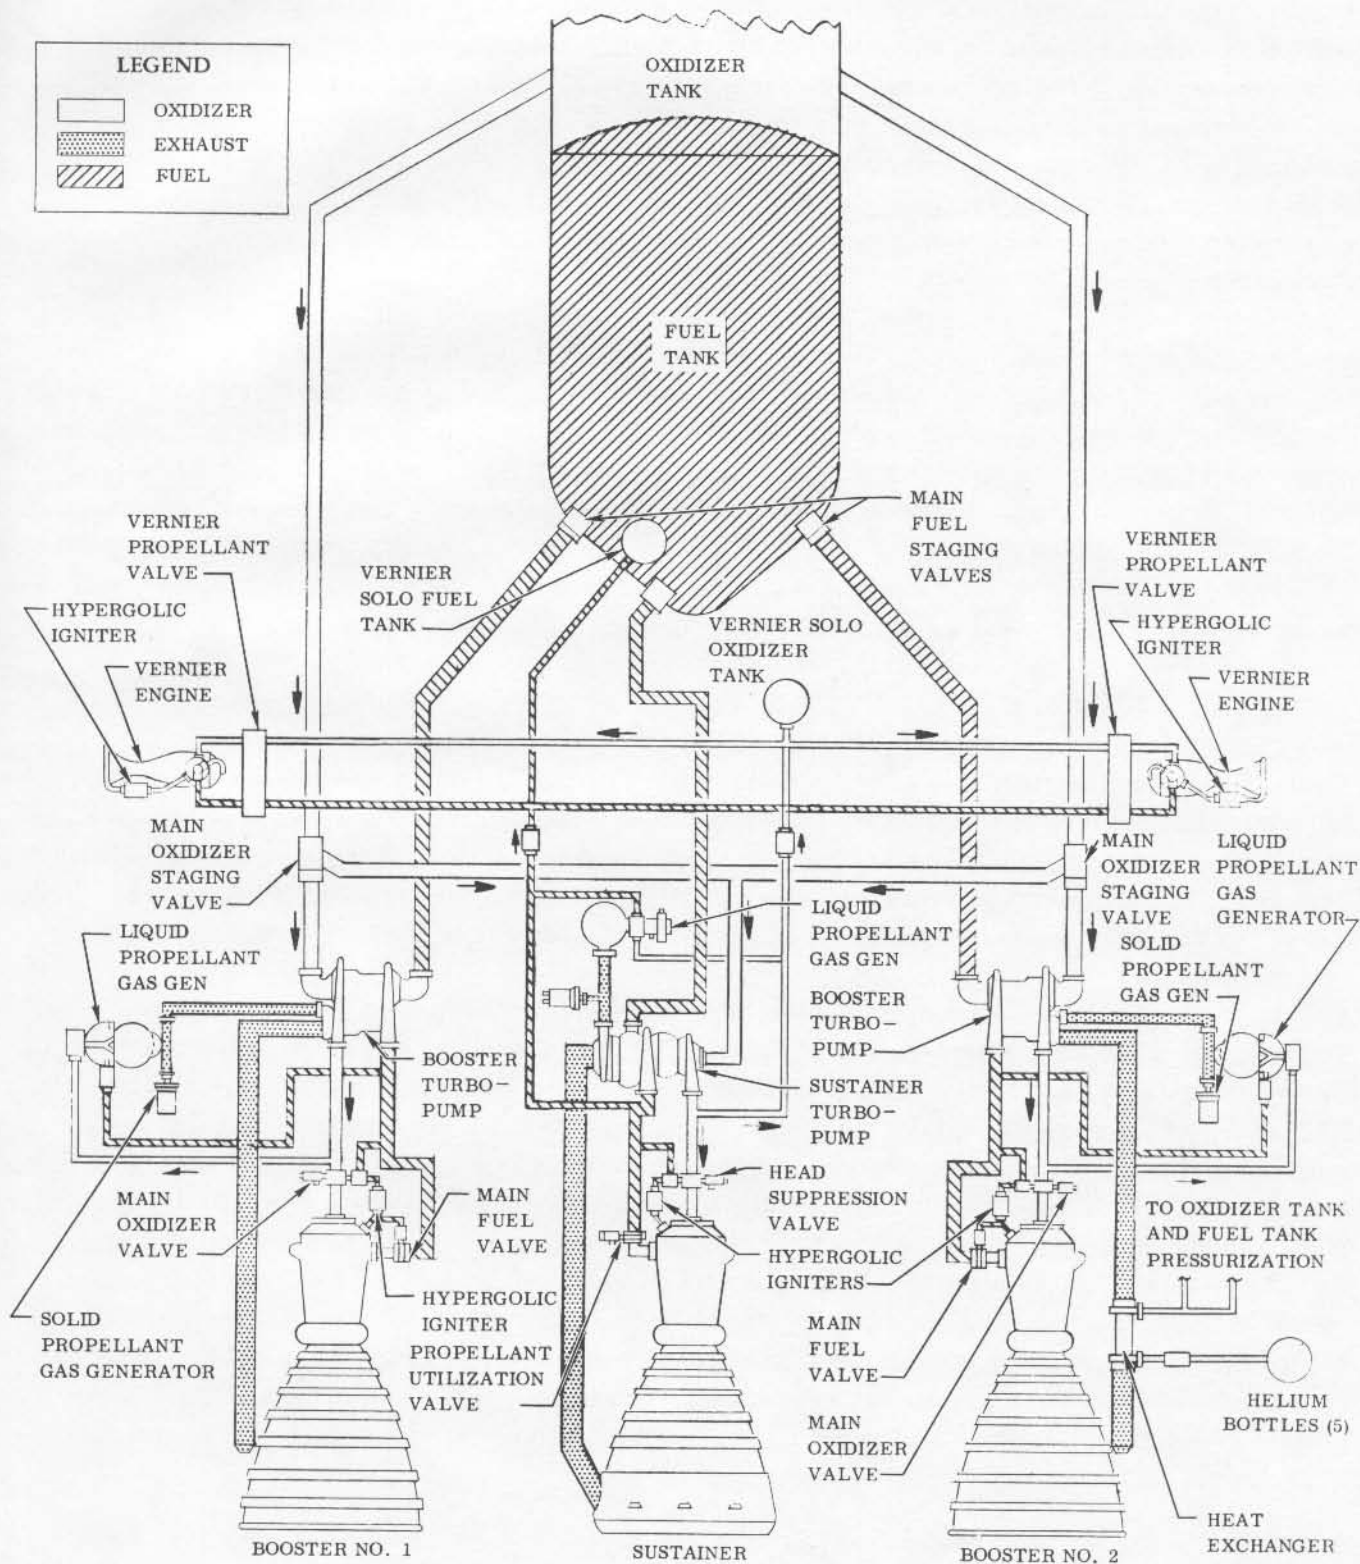 LEGEND
OXIDIZER
EXHAUST
FUEL
OXIDIZER
TANK
FUEL
TANK
MAIN
FUEL
STAGING
VALVES
VERNIER
PROPELLANT
VALVE
HYPERGOLIC
IGNITER
VERNIER
ENGINE
VERNIER
SOLO FUEL
TANK
VERNIER SOLO
OXIDIZER
TANK
VERNIER
PROPELLANT
VALVE
HYPERGOLIC
IGNITER
VERNIER
ENGINE
MAIN
OXIDIZER
STAGING
VALVE
LIQUID
PROPELLANT
GAS GEN
LIQUID
PROPELLANT
GAS GEN
MAIN
OXIDIZER
STAGING
VALVE
LIQUID
PROPELLANT
GAS
GENERATOR
SOLID
PROPELLANT
GAS GEN
BOOSTER
TURBO-
PUMP
BOOSTER
TURBO-
PUMP
SUSTAINER
TURBO-
PUMP
MAIN
OXIDIZER
VALVE
MAIN
FUEL
VALVE
HEAD
SUPPRESSION
VALVE
HYPERGOLIC
IGNITERS
TO OXIDIZER TANK
AND FUEL TANK
PRESSURIZATION
SOLID
PROPELLANT
GAS GENERATOR
HYPERGOLIC
IGNITER
PROPELLANT
UTILIZATION
VALVE
MAIN
FUEL
VALVE
MAIN
OXIDIZER
VALVE
HELIUM
BOTTLES (5)
HEAT
EXCHANGER
BOOSTER NO. 1
SUSTAINER
BOOSTER NO. 2